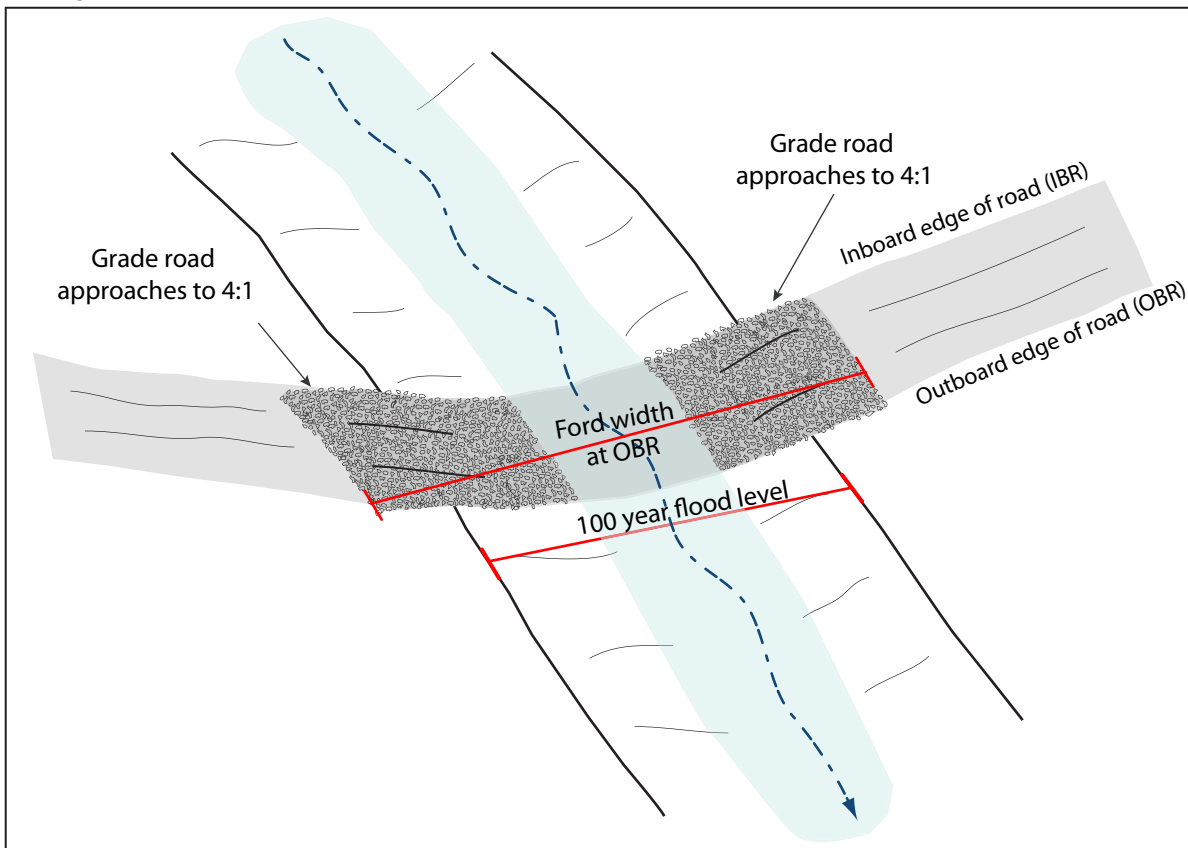 Grade road
approaches to 4:1
Inboard edge of road (IBR)
Grade road
approaches to 4:1
Outboard edge of road (OBR)
Ford width
at OBR
100 year flood level